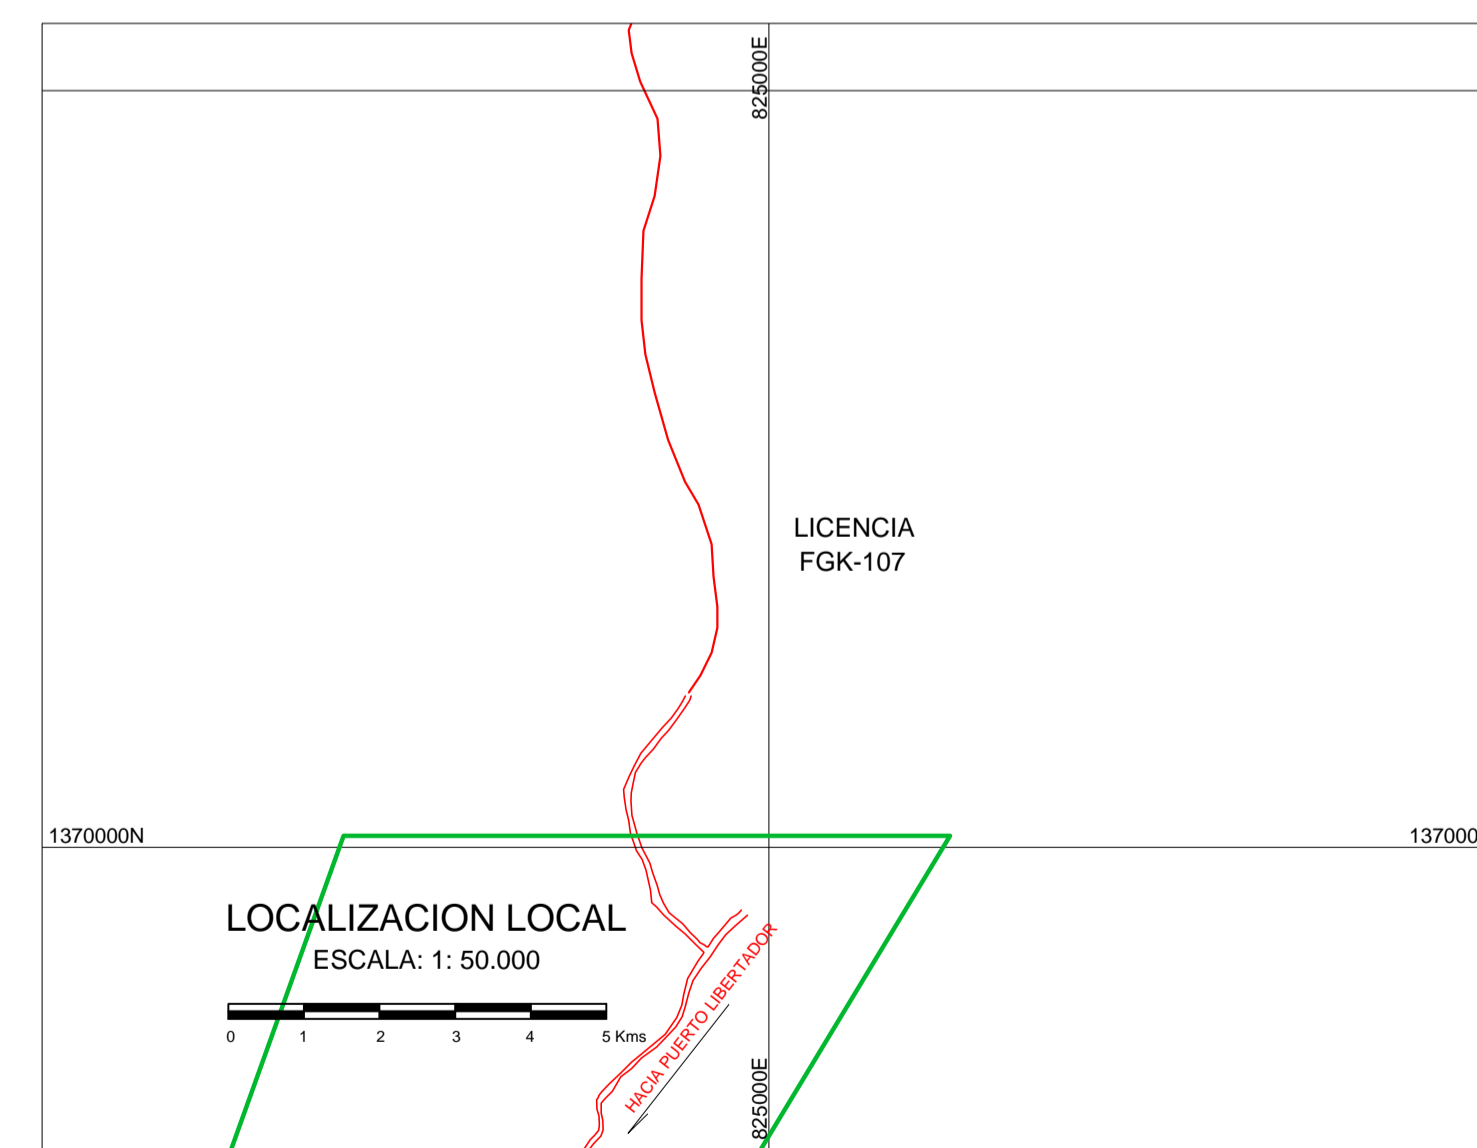 825000E
LICENCIA
FGK-107
1370000N
137000
LOCALIZACION LOCAL
ESCALA: 1: 50.000
0 1 2 3 4 5 Kms
HACIA PUERTO LIBERTADOR
825000E